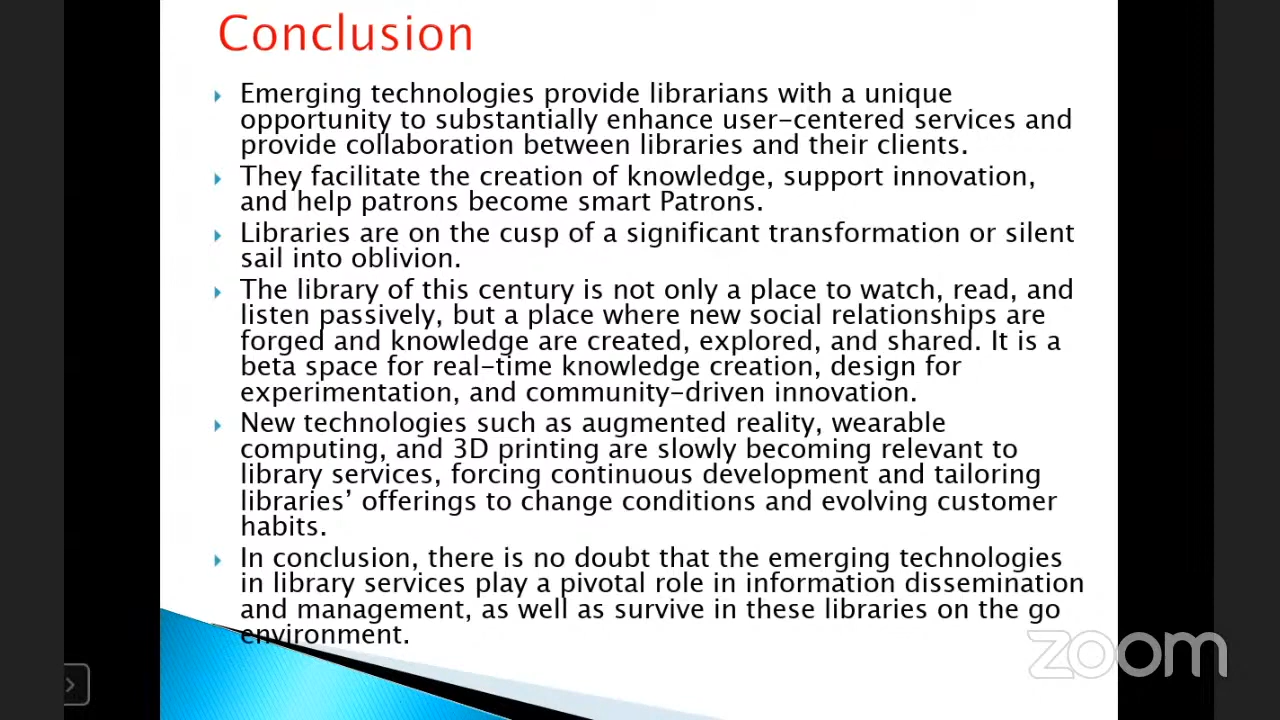 Conclusion
Emerging technologies provide librarians with a unique
opportunity to substantially enhance user-centered services and
provide collaboration between libraries and their clients.
They facilitate the creation of knowledge, support innovation,
and help patrons become smart Patrons.
Libraries are on the cusp of a significant transformation or silent
sail into oblivion.
The library of this century is not only a place to watch, read, and
listen passively, but a place where new social relationships are
forged and knowledge are created, explored, and shared. It is a
beta space for real-time knowledge creation, design for
experimentation, and community-driven innovation.
New technologies such as augmented reality, wearable
computing, and 3D printing are slowly becoming relevant to
library services, forcing continuous development and tailoring
libraries’ offerings to change conditions and evolving customer
habits.
In conclusion, there is no doubt that the emerging technologies
in library services play a pivotal role in information dissemination
and management, as well as survive in these libraries on the go
environment.
zoom